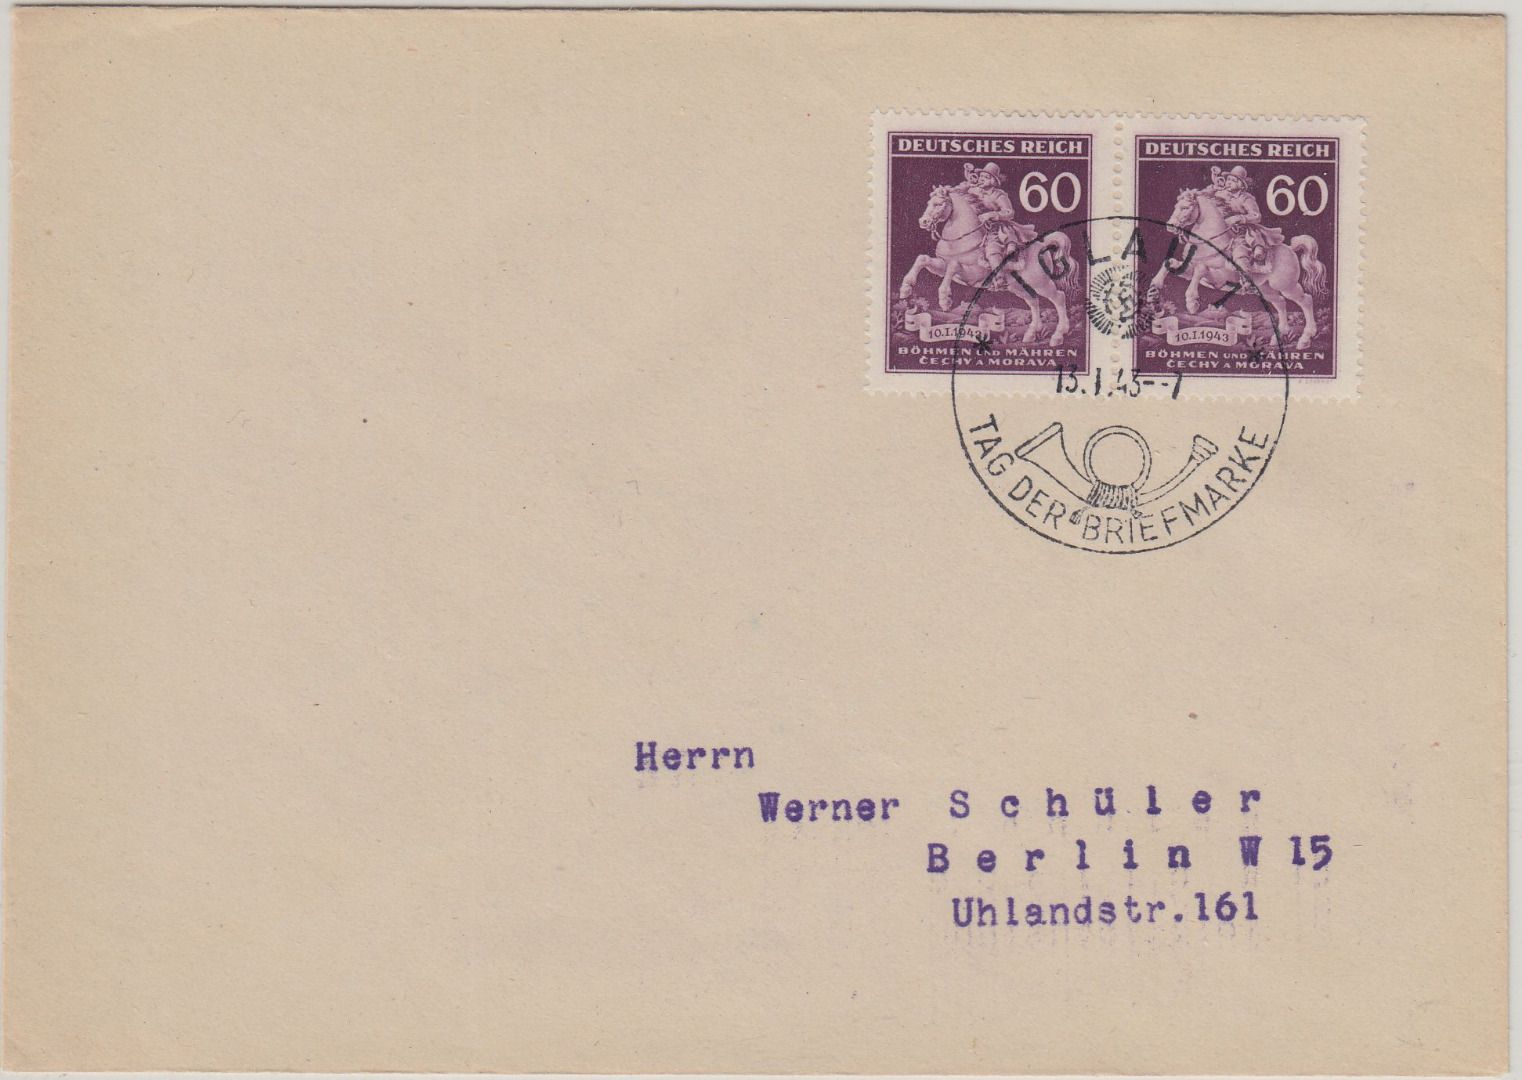 DEUTSCHES REICH
60
10.I.1943
BÖHMEN UND MÄHREN
ČECHY A MORAVA
DEUTSCHES REICH
60
10.I.1943
BÖHMEN UND MÄHREN
ČECHY A MORAVA
IGLAU 1
13.I.43--7
TAG DER BRIEFMARKE
Herrn
Werner Schüler
Berlin W 15
Uhlandstr.161